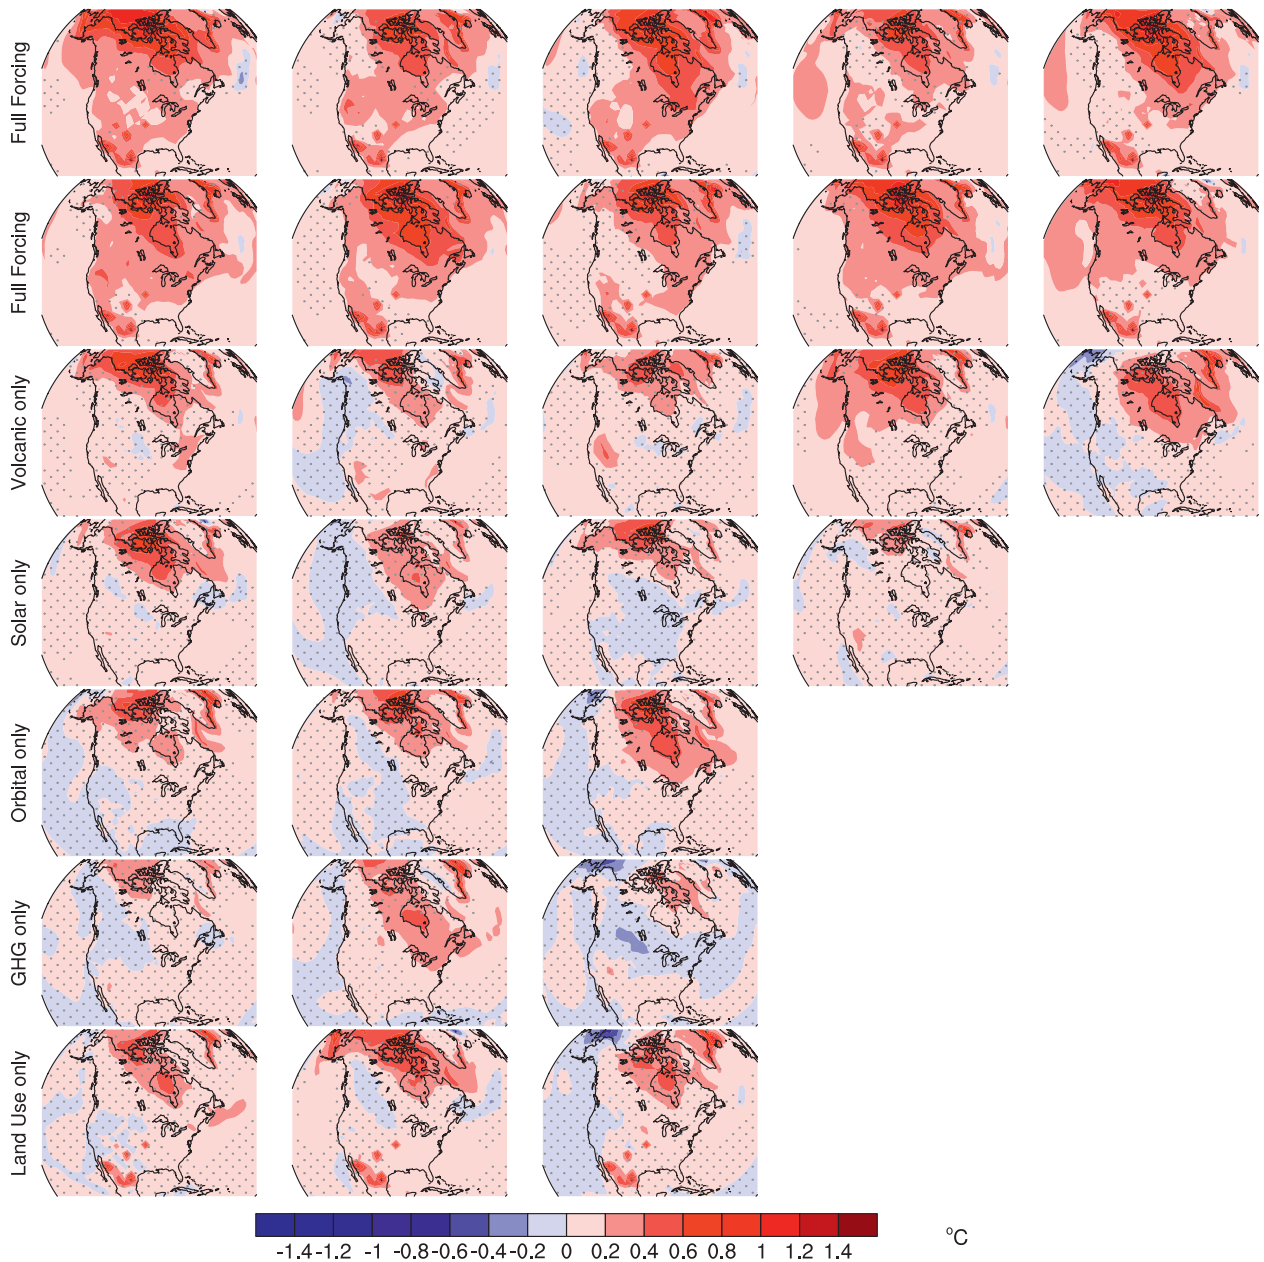 Full Forcing
Full Forcing
Volcanic only
Solar only
Orbital only
GHG only
Land Use only
-1.4 -1.2 -1 -0.8 -0.6 -0.4 -0.2 0 0.2 0.4 0.6 0.8 1 1.2 1.4
°C